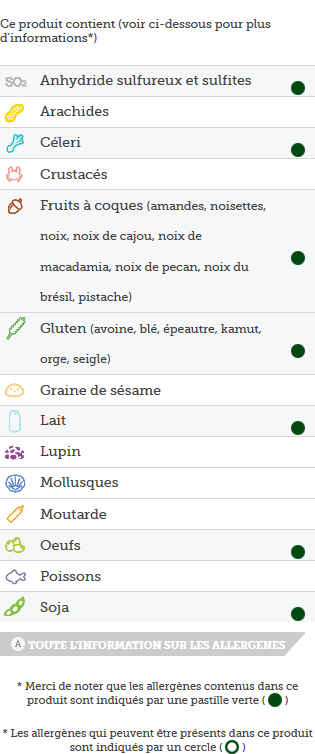 Ce produit contient (voir ci-dessous pour plus
d'informations*)
SO2 Anhydride sulfureux et sulfites
Arachides
Céleri
Crustacés
Fruits à coques (amandes, noisettes,
noix, noix de cajou, noix de
macadamia, noix de pecan, noix du
brésil, pistache)
Gluten (avoine, blé, épeautre, kamut,
orge, seigle)
Graine de sésame
Lait
Lupin
Mollusques
Moutarde
Oeufs
Poissons
Soja
A TOUTE L'INFORMATION SUR LES ALLERGENES
* Merci de noter que les allergènes contenus dans ce
produit sont indiqués par une pastille verte ( )
* Les allergènes qui peuvent être présents dans ce produit
sont indiqués par un cercle ( )